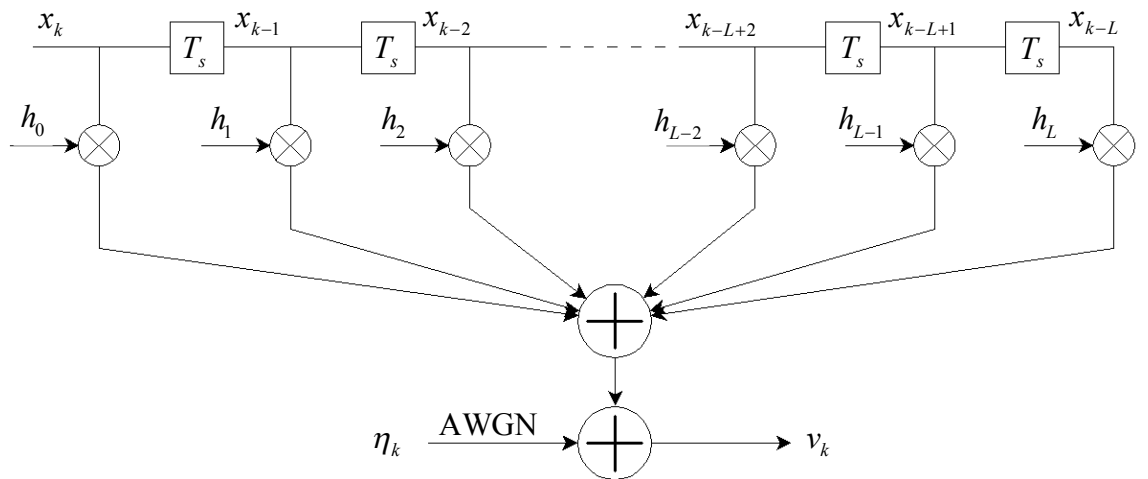 x_k x_{k-1} x_{k-2} x_{k-L+2} x_{k-L+1} x_{k-L}
T_s T_s T_s T_s
h_0 h_1 h_2 h_{L-2} h_{L-1} h_L
η_k AWGN v_k